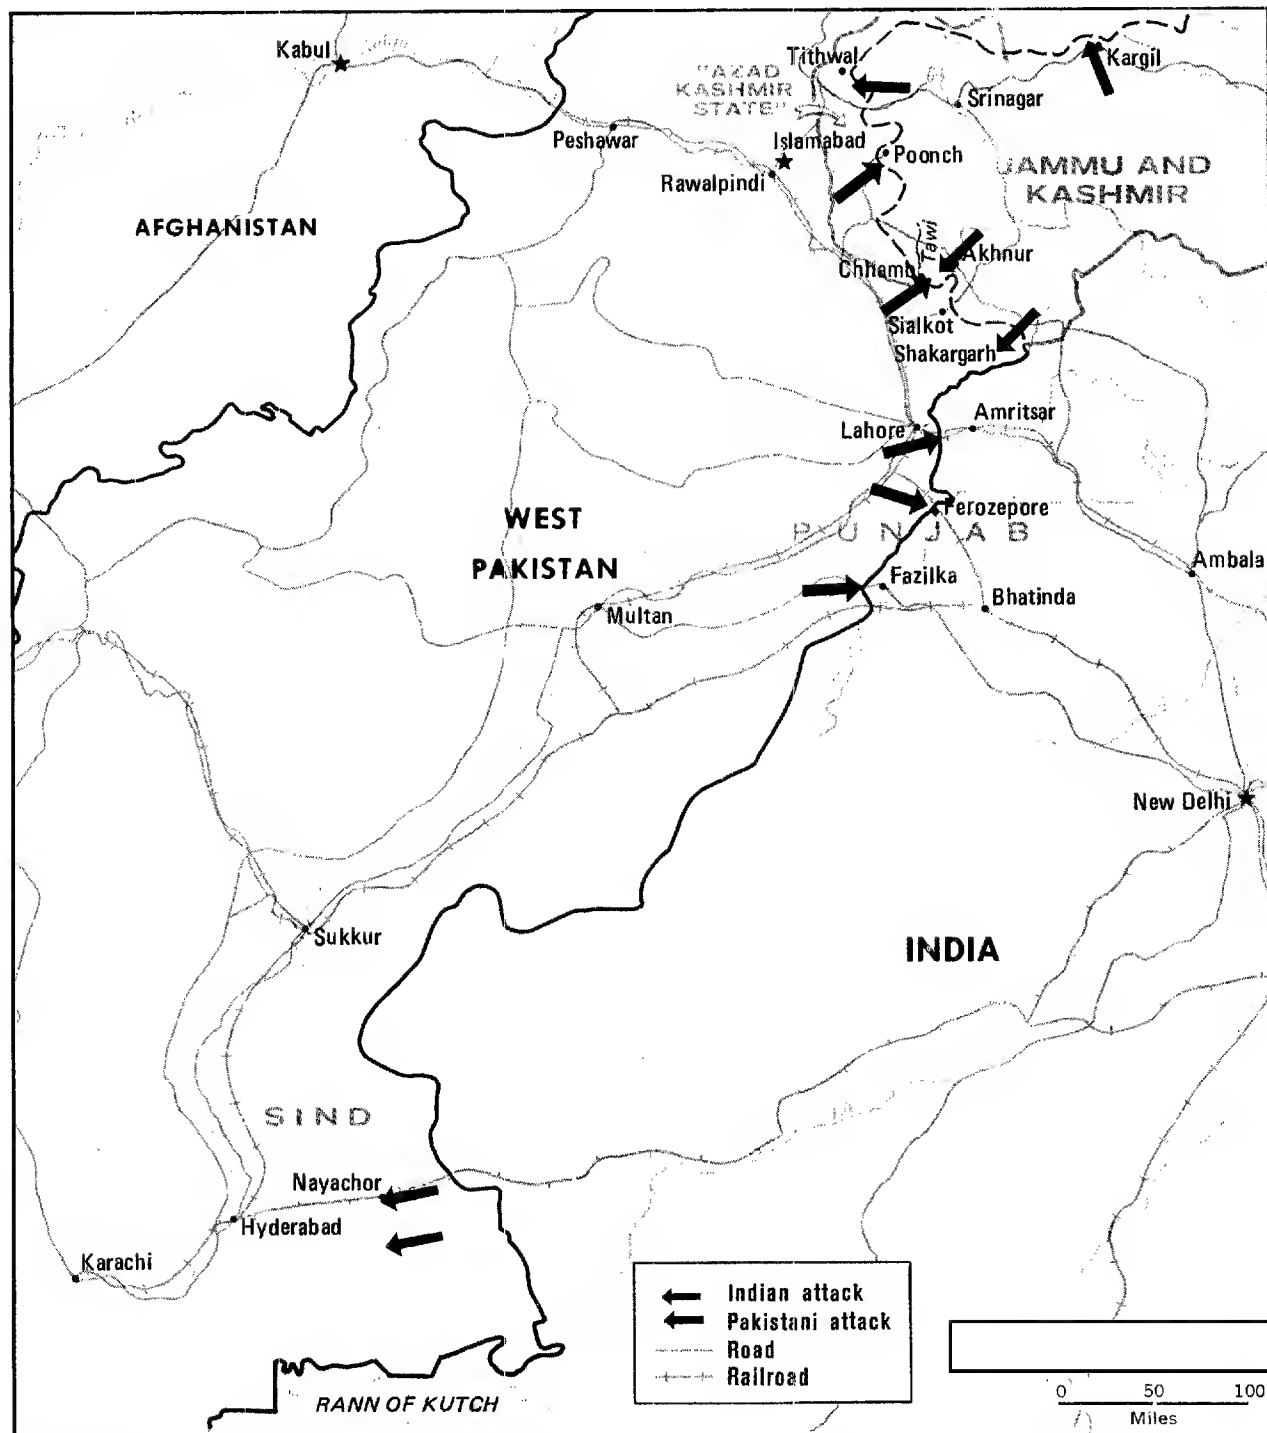 Kabul
Tithwal
Kargil
"AZAD
KASHMIR
STATE"
Srinagar
Peshawar
Islamabad
Poonch
Rawalpindi
JAMMU AND
KASHMIR
AFGHANISTAN
Tawi
Akhnur
Chhamb
Sialkot
Shakargarh
Lahore
Amritsar
WEST
PAKISTAN
Ferozepore
PUNJAB
Ambala
Fazilka
Bhatinda
Multan
New Delhi
Sukkur
INDIA
SIND
Nayachor
Hyderabad
Karachi
Indian attack
Pakistani attack
Road
Railroad
RANN OF KUTCH
0 50 100
Miles